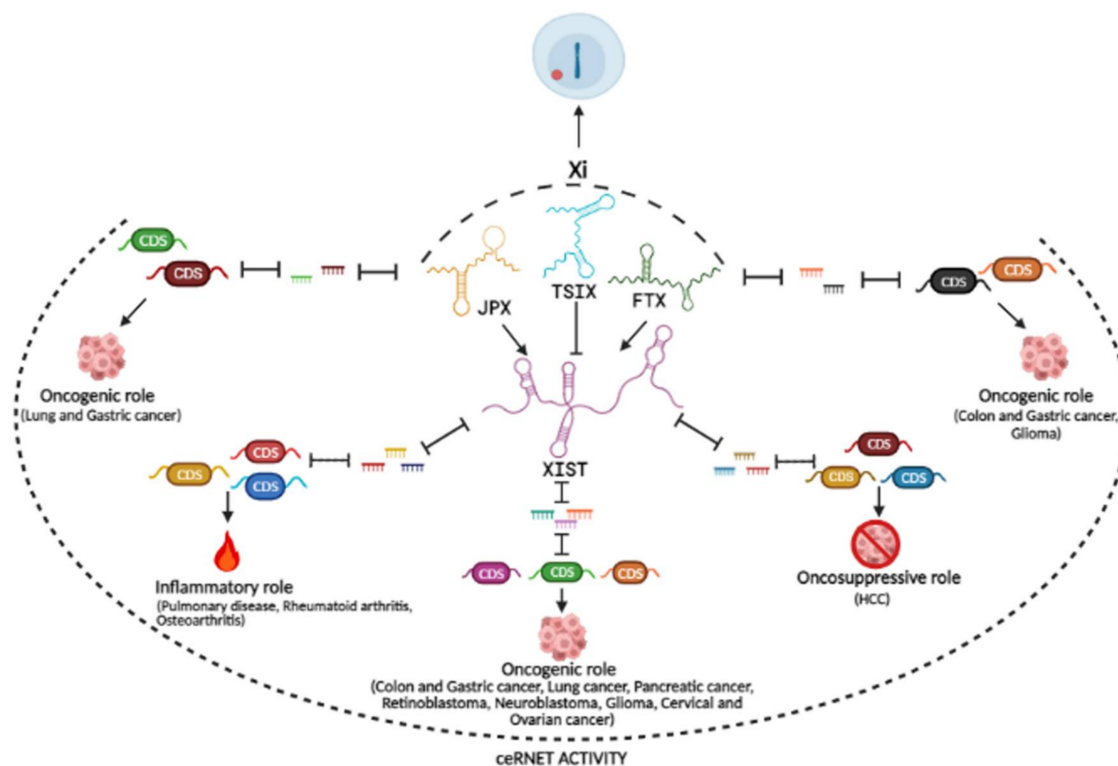 Xi
CDS
CDS
JPX
TSIX
FTX
CDS
CDS
Oncogenic role
(Lung and Gastric cancer)
Oncogenic role
(Colon and Gastric cancer,
Glioma)
CDS
CDS
CDS
XIST
CDS
CDS
CDS
Inflammatory role
(Pulmonary disease, Rheumatoid arthritis,
Osteoarthritis)
CDS
CDS
CDS
Oncosuppressive role
(HCC)
Oncogenic role
(Colon and Gastric cancer, Lung cancer, Pancreatic cancer,
Retinoblastoma, Neuroblastoma, Glioma, Cervical and
Ovarian cancer)
ceRNET ACTIVITY